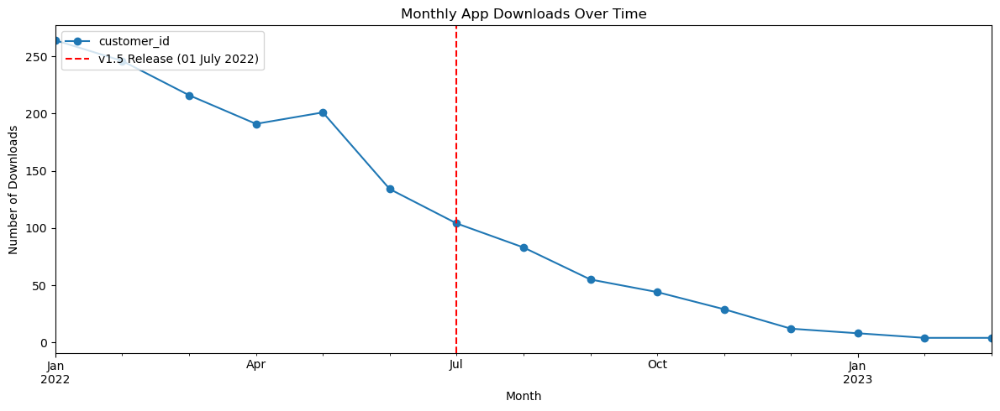 Monthly App Downloads Over Time
customer_id
v1.5 Release (01 July 2022)
Number of Downloads
250
200
150
100
50
0
Jan
2022
Apr
Jul
Oct
Jan
2023
Month